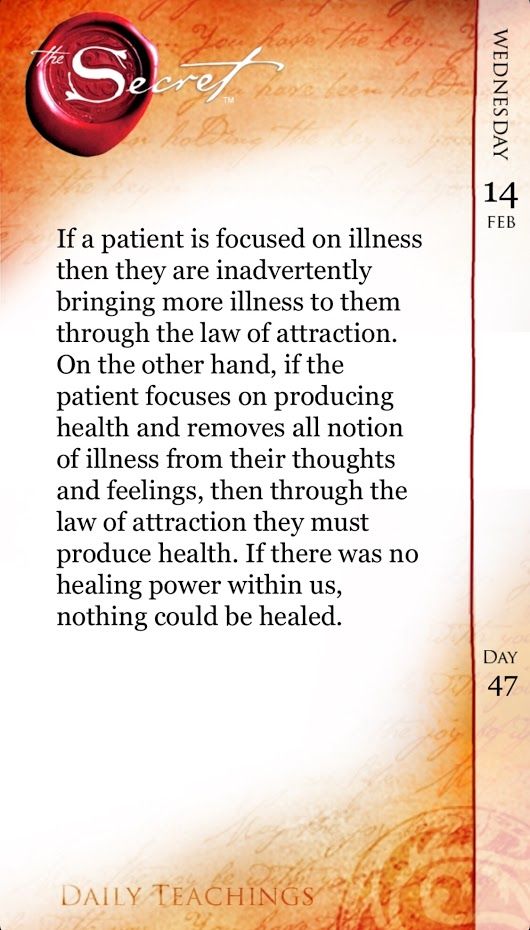 the Secret™
WEDNESDAY
14
FEB
If a patient is focused on illness
then they are inadvertently
bringing more illness to them
through the law of attraction.
On the other hand, if the
patient focuses on producing
health and removes all notion
of illness from their thoughts
and feelings, then through the
law of attraction they must
produce health. If there was no
healing power within us,
nothing could be healed.
DAY
47
DAILY TEACHINGS